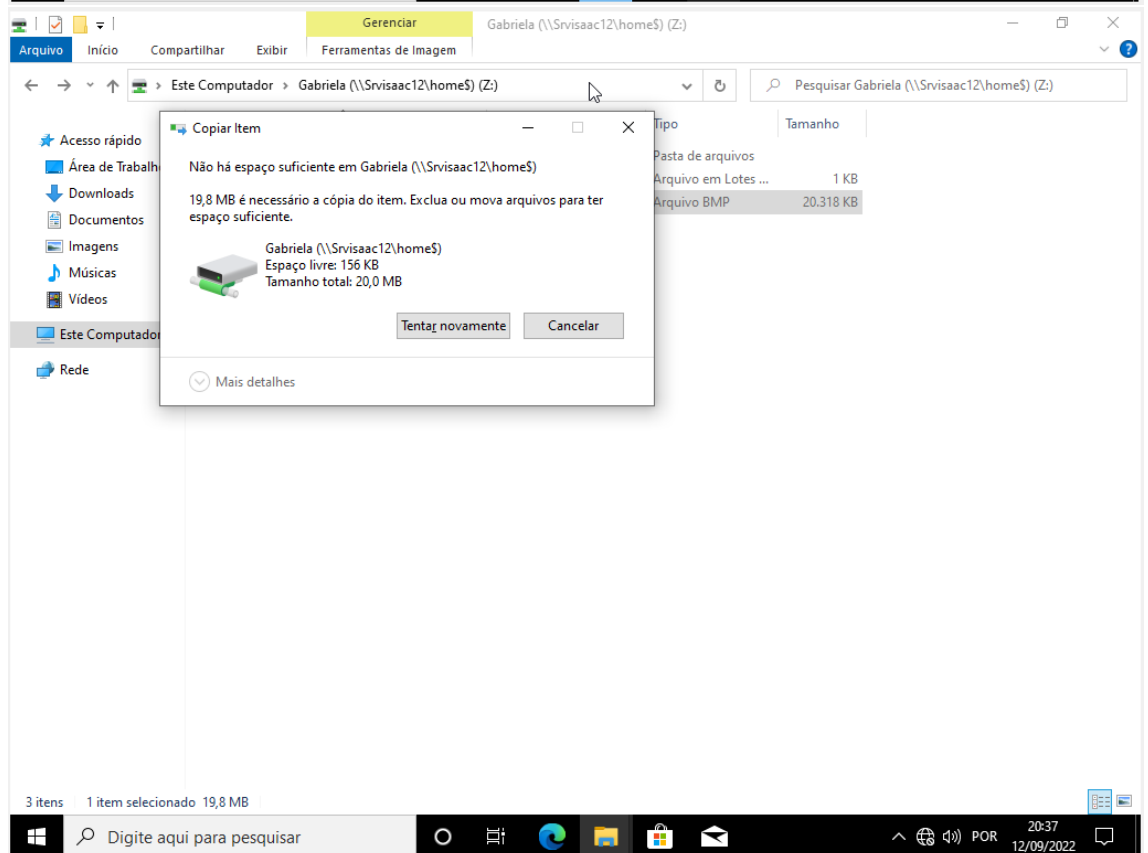 Gerenciar
Gabriela (\\Srvisaac12\home$) (Z:)
Arquivo Início Compartilhar Exibir Ferramentas de Imagem
Este Computador > Gabriela (\\Srvisaac12\home$) (Z:)
Pesquisar Gabriela (\\Srvisaac12\home$) (Z:)
Acesso rápido
Área de Trabalh
Downloads
Documentos
Imagens
Músicas
Vídeos
Este Computador
Rede
Tipo Tamanho
Pasta de arquivos
Arquivo em Lotes ... 1 KB
Arquivo BMP 20.318 KB
Copiar Item
Não há espaço suficiente em Gabriela (\\Srvisaac12\home$)
19,8 MB é necessário a cópia do item. Exclua ou mova arquivos para ter
espaço suficiente.
Gabriela (\\Srvisaac12\home$)
Espaço livre: 156 KB
Tamanho total: 20,0 MB
Tentar novamente Cancelar
Mais detalhes
3 itens 1 item selecionado 19,8 MB
Digite aqui para pesquisar
POR
20:37
12/09/2022